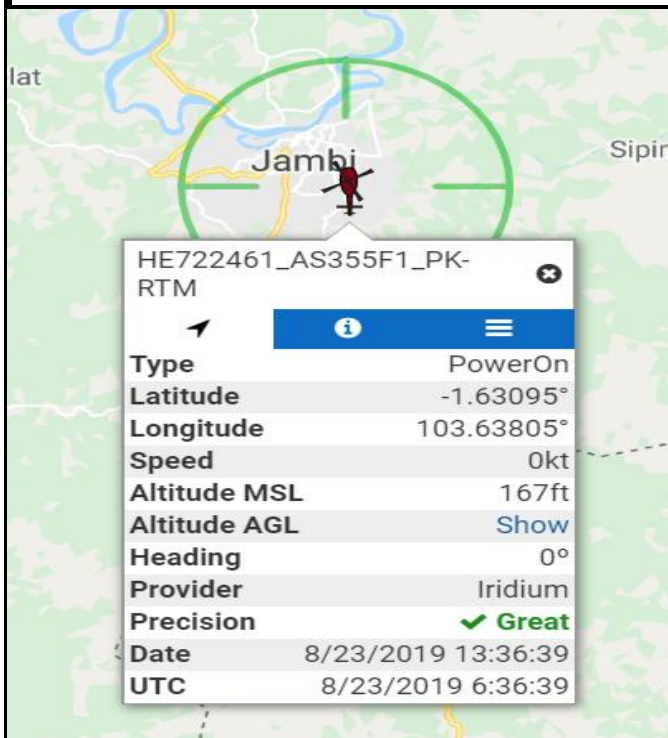 lat
Jambi
Sipin
HE722461_AS355F1_PK-
RTM
Type PowerOn
Latitude -1.63095°
Longitude 103.63805°
Speed 0kt
Altitude MSL 167ft
Altitude AGL Show
Heading 0°
Provider Iridium
Precision ✔ Great
Date 8/23/2019 13:36:39
UTC 8/23/2019 6:36:39